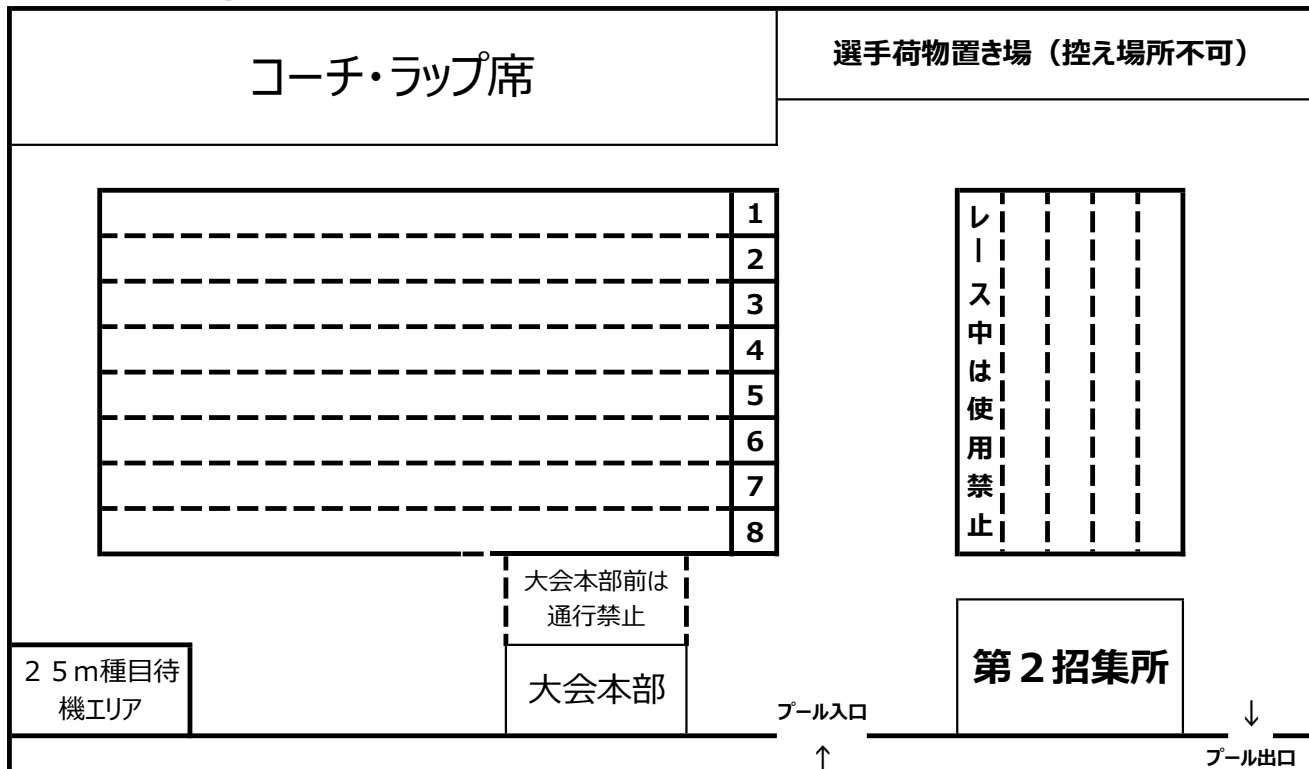 コーチ・ラップ席
選手荷物置き場（控え場所不可）
1
2
3
4
5
6
7
8
レース中は使用禁止
大会本部前は
通行禁止
２５ｍ種目待
機エリア
大会本部
第２招集所
プール入口
↑
↓
プール出口